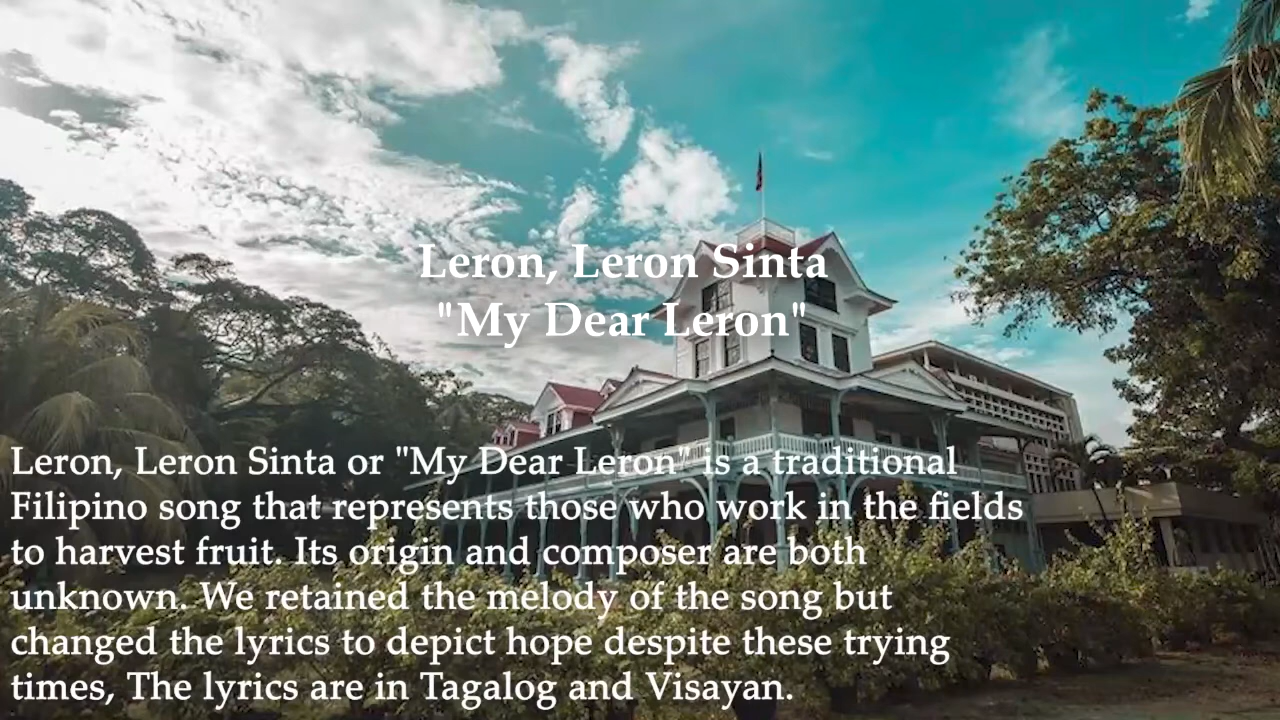 Leron, Leron Sinta
"My Dear Leron"
Leron, Leron Sinta or "My Dear Leron" is a traditional
Filipino song that represents those who work in the fields
to harvest fruit. Its origin and composer are both
unknown. We retained the melody of the song but
changed the lyrics to depict hope despite these trying
times, The lyrics are in Tagalog and Visayan.